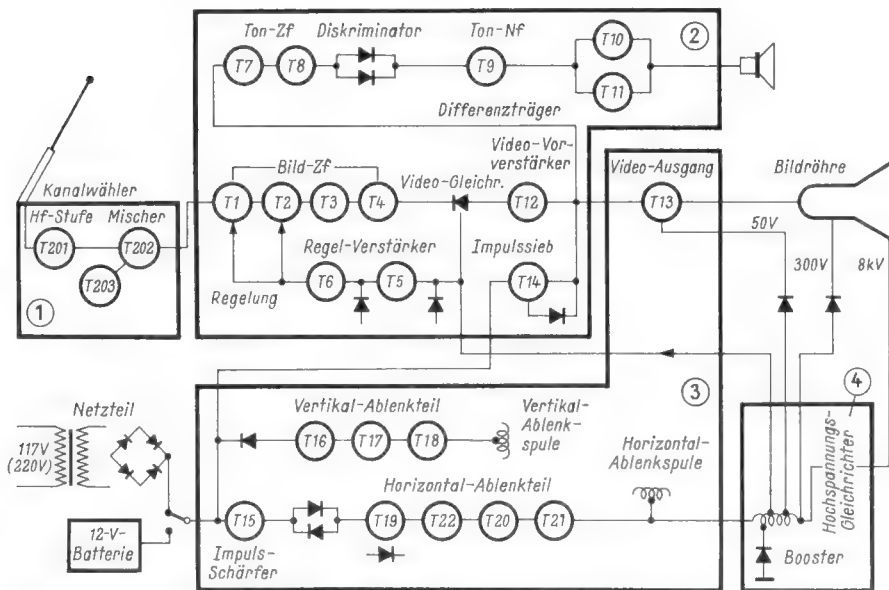 Ton-Zf Diskriminator Ton-Nf
T10 2
T7 T8 T9
T11
Differenzträger
Video-Vor-
verstärker
Video-Ausgang
Bildröhre
Bild-Zf
Video-Gleichr.
Kanalwähler
T1 T2 T3 T4 T12 T13
Hf-Stufe Mischer
50V
T201 T202
Regel-Verstärker
Impulssieb
300V 8kV
T203
T6 T5 T14
1
Regelung
3
4
Netzteil
Vertikal-Ablenkteil
Vertikal-
Ablenk-
spule
117V
(220V)
T16 T17 T18
Horizontal-
Ablenkspule
Hochspannungs-
Gleichrichter
Horizontal-Ablenkteil
T15 T19 T22 T20 T21
12-V-
Batterie
Impuls-
Schärfer
Booster